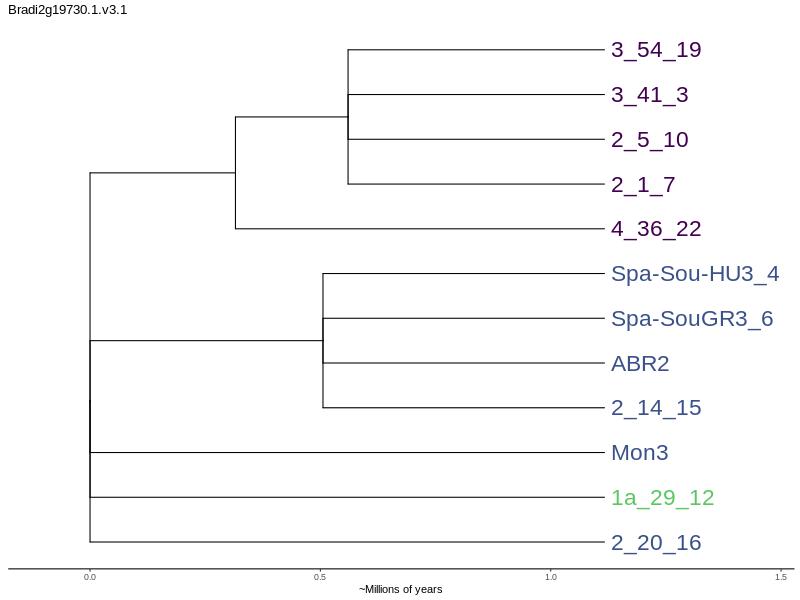 Bradi2g19730.1.v3.1
3_54_19
3_41_3
2_5_10
2_1_7
4_36_22
Spa-Sou-HU3_4
Spa-SouGR3_6
ABR2
2_14_15
Mon3
1a_29_12
2_20_16
0.0 0.5 1.0 1.5
~Millions of years